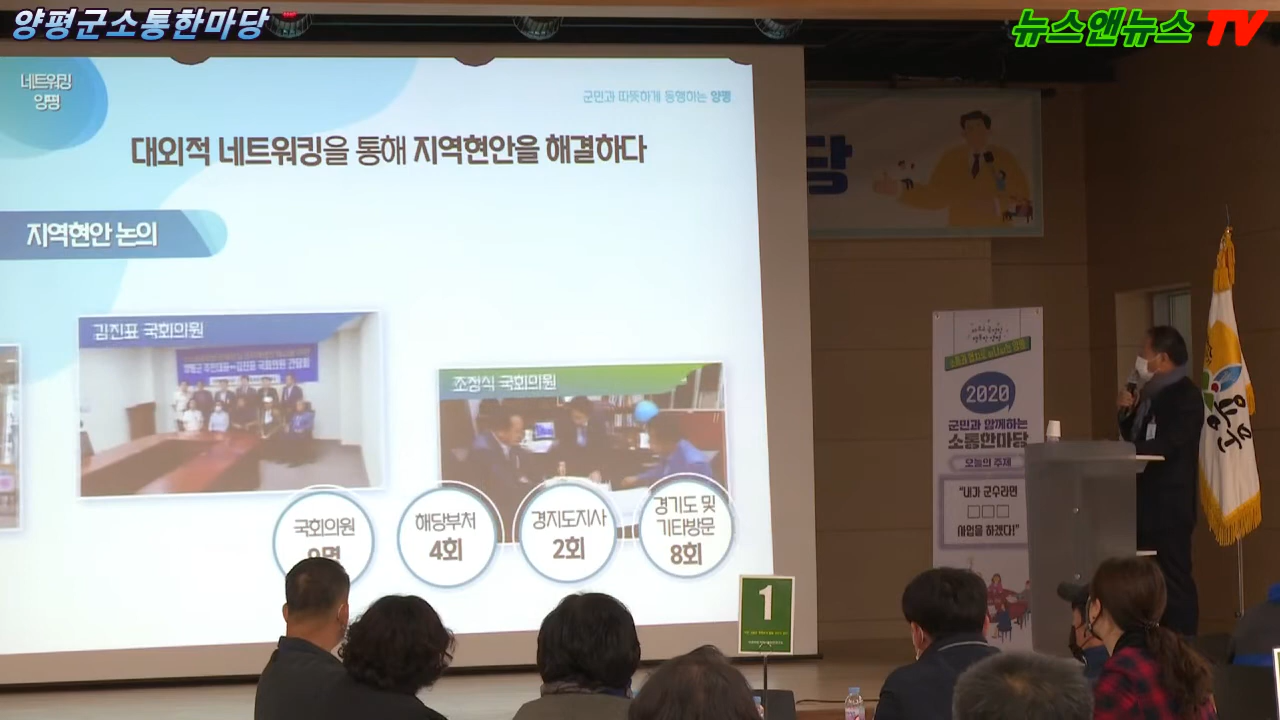 양평군소통한마당
뉴스앤뉴스 TV
네트워킹
양평
군민과 따뜻하게 동행하는 양평
대외적 네트워킹을 통해 지역현안을 해결하다
지역현안 논의
김진표 국회의원
조정식 국회의원
국회의원
9명
해당부처
4회
경지도지사
2회
경기도 및
기타방문
8회
당
2020
군민과 함께하는
소통한마당
오늘의 주제
"내가 군수라면
□□□
사업을 하겠다!"
1